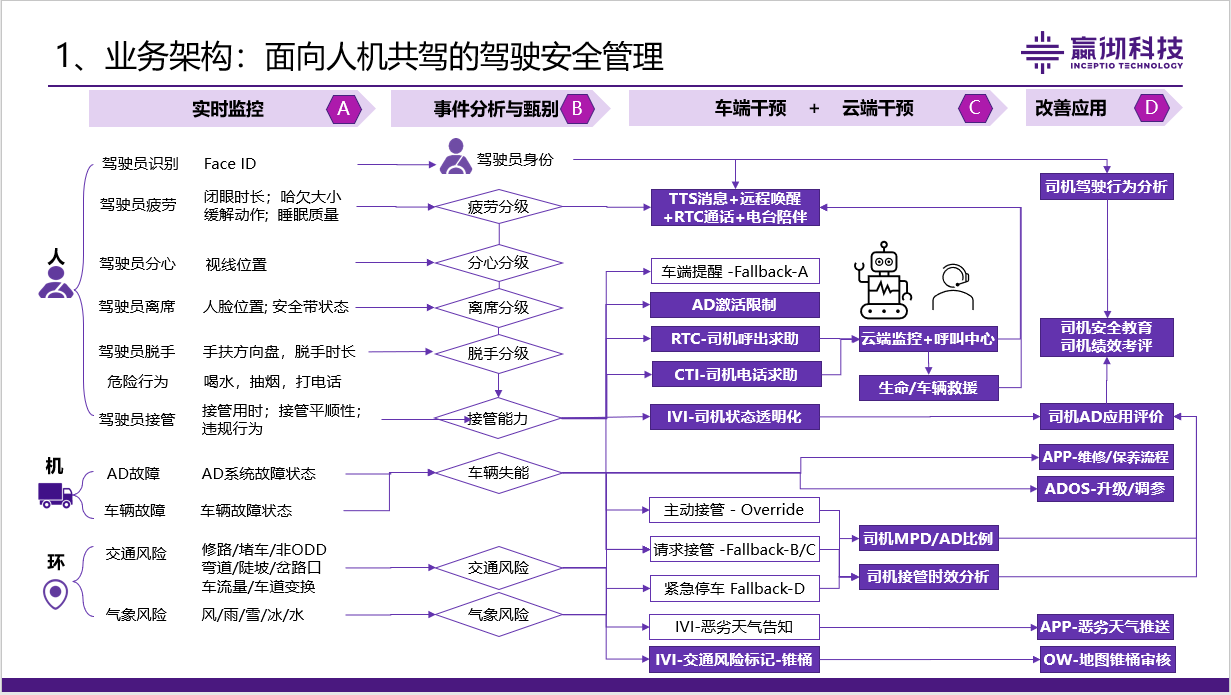 1、业务架构：面向人机共驾的驾驶安全管理
嬴彻科技
INCEPTIO TECHNOLOGY
实时监控
A
事件分析与甄别
B
车端干预 + 云端干预
C
改善应用
D
人
驾驶员识别
Face ID
驾驶员疲劳
闭眼时长；哈欠大小
缓解动作；睡眠质量
驾驶员分心
视线位置
驾驶员离席
人脸位置; 安全带状态
驾驶员脱手
手扶方向盘，脱手时长
危险行为
喝水，抽烟，打电话
驾驶员接管
接管用时；接管平顺性；
违规行为
机
AD故障
AD系统故障状态
车辆故障
车辆故障状态
环
交通风险
修路/堵车/非ODD
弯道/陡坡/岔路口
车流量/车道变换
气象风险
风/雨/雪/冰/水
驾驶员身份
疲劳分级
分心分级
离席分级
脱手分级
接管能力
车辆失能
交通风险
气象风险
TTS消息+远程唤醒
+RTC通话+电台陪伴
车端提醒 -Fallback-A
AD激活限制
RTC-司机呼出求助
CTI-司机电话求助
IVI-司机状态透明化
云端监控+呼叫中心
生命/车辆救援
主动接管 - Override
请求接管 -Fallback-B/C
紧急停车 Fallback-D
IVI-恶劣天气告知
IVI-交通风险标记-锥桶
司机MPD/AD比例
司机接管时效分析
司机驾驶行为分析
司机安全教育
司机绩效考评
司机AD应用评价
APP-维修/保养流程
ADOS-升级/调参
APP-恶劣天气推送
OW-地图锥桶审核